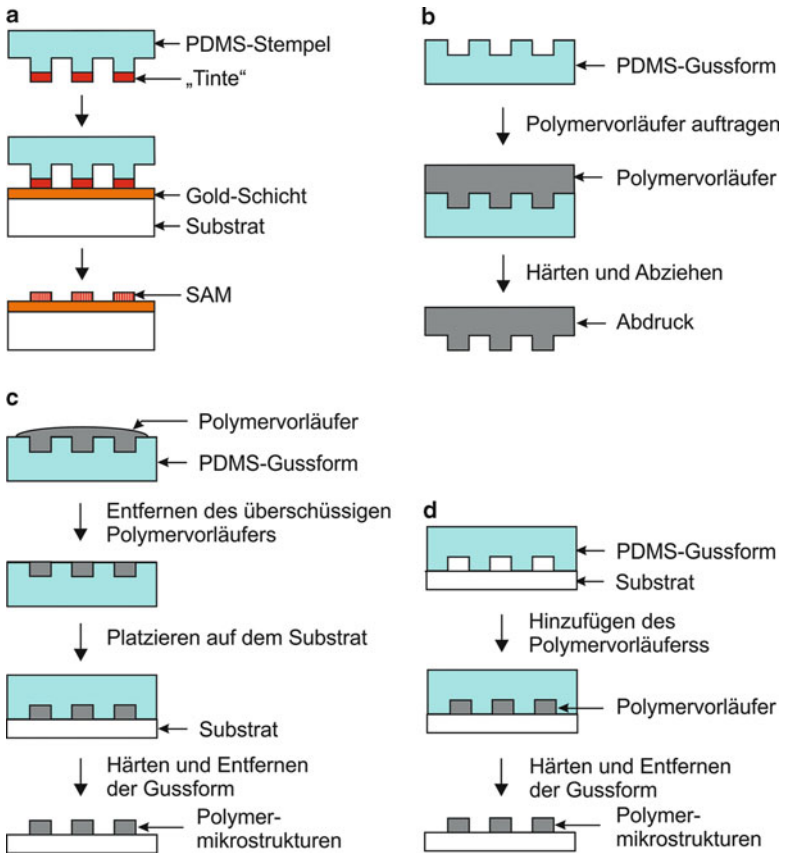 a
PDMS-Stempel
„Tinte“
Gold-Schicht
Substrat
SAM
b
PDMS-Gussform
Polymervorläufer auftragen
Polymervorläufer
Härten und Abziehen
Abdruck
c
Polymervorläufer
PDMS-Gussform
Entfernen des überschüssigen
Polymervorläufers
Platzieren auf dem Substrat
Substrat
Härten und Entfernen
der Gussform
Polymer-
mikrostrukturen
d
PDMS-Gussform
Substrat
Hinzufügen des
Polymervorläuferss
Polymervorläufer
Härten und Entfernen
der Gussform
Polymer-
mikrostrukturen